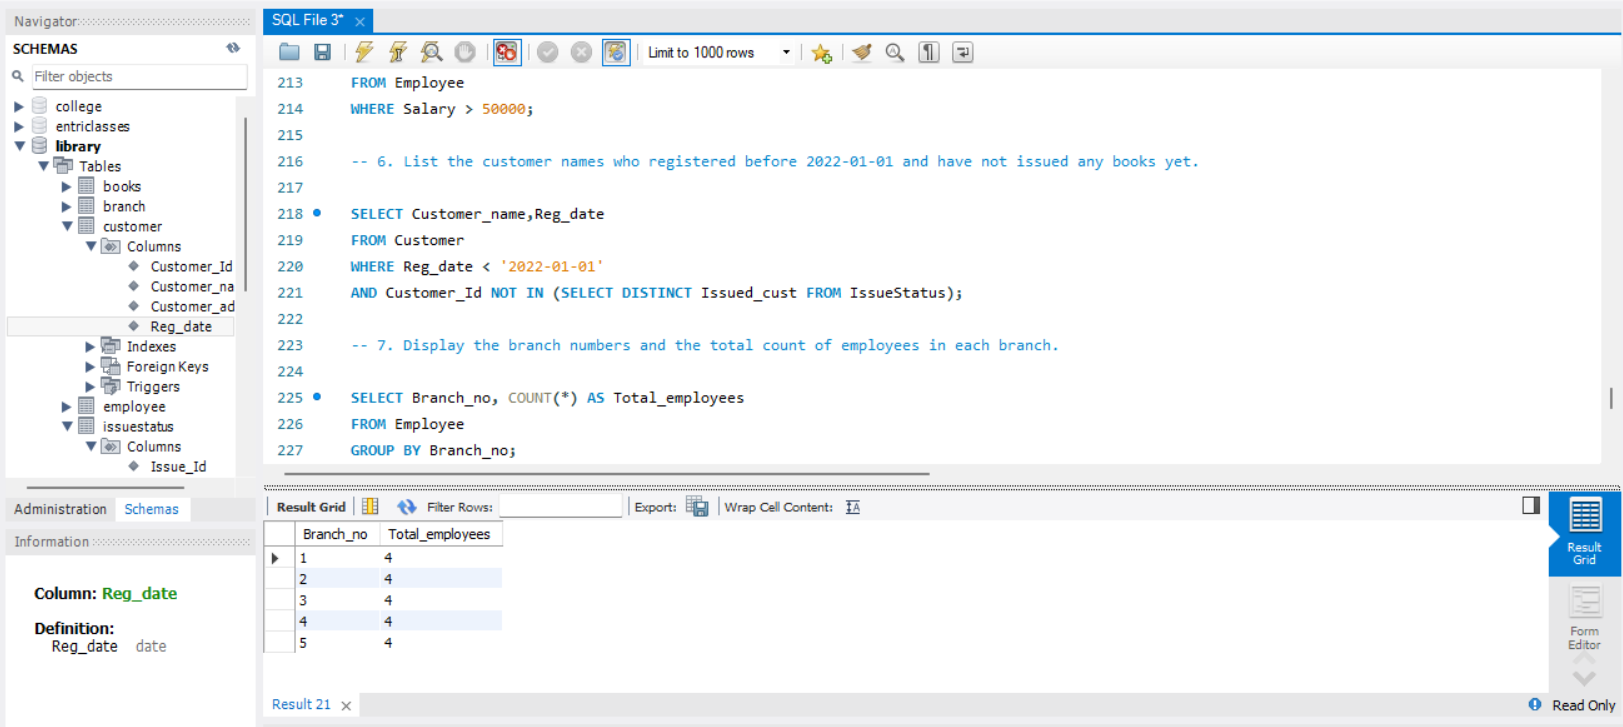 Navigator
SCHEMAS
Filter objects
college
entriclasses
library
Tables
books
branch
customer
Columns
Customer_Id
Customer_na
Customer_ad
Reg_date
Indexes
Foreign Keys
Triggers
employee
issuestatus
Columns
Issue_Id
Administration Schemas
Information
Column: Reg_date
Definition:
Reg_date date
SQL File 3*
Limit to 1000 rows
213 FROM Employee
214 WHERE Salary > 50000;
215
216 -- 6. List the customer names who registered before 2022-01-01 and have not issued any books yet.
217
218 SELECT Customer_name,Reg_date
219 FROM Customer
220 WHERE Reg_date < '2022-01-01'
221 AND Customer_Id NOT IN (SELECT DISTINCT Issued_cust FROM IssueStatus);
222
223 -- 7. Display the branch numbers and the total count of employees in each branch.
224
225 SELECT Branch_no, COUNT(*) AS Total_employees
226 FROM Employee
227 GROUP BY Branch_no;
Result Grid Filter Rows: Export: Wrap Cell Content: IA
Branch_no Total_employees
1 4
2 4
3 4
4 4
5 4
Result
Grid
Form
Editor
Result 21
Read Only